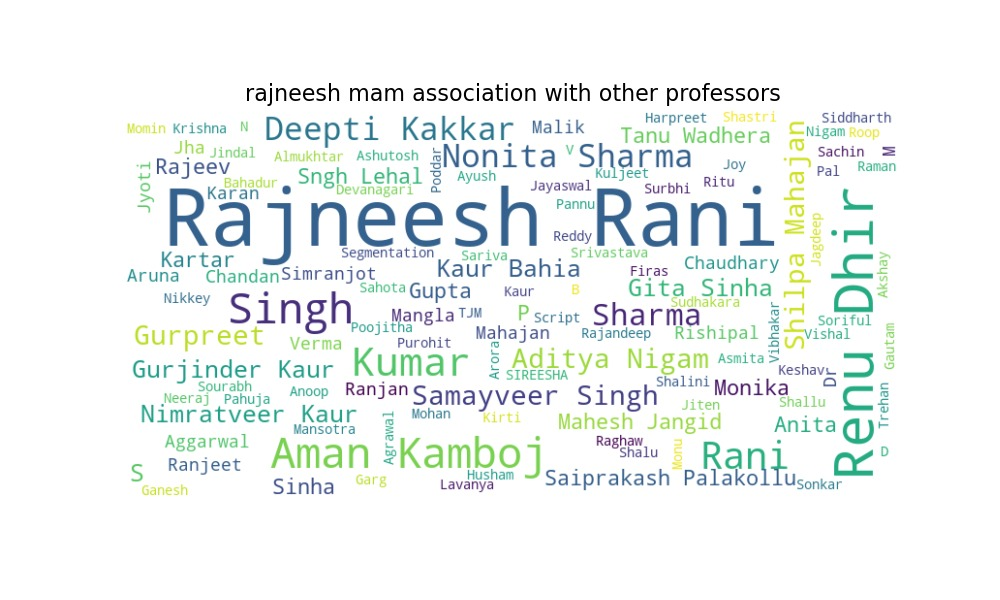 rajneesh mam association with other professors
Momin Krishna N Deepti Kakkar Malik Harpreet Shastri Siddharth
Tanu Wadhera Nigam Roop
Jha Jindal Almukhtar Ashutosh Poddar Nonita Sharma V Sachin M
Jyoti Rajeev Sngh Lehal Ayush Kuljeet Joy Pal Raman
Bahadur Karan Devanagari Jayaswal Surbhi Ritu
Rajneesh Rani
Pannu
Reddy
Shilpa Mahajan
Jagdeep
Renu Dhir
Akshay
Kartar Segmentation Sariva Srivastava
Aruna Chandan Simranjot Kaur Bahia Firas Chaudhary
Nikkey Sahota Gupta Kaur B Gita Sinha
Singh Mangla TJM P Script Sharma Sudhakara
Gurpreet Poojitha Mahajan Rajandeep Rishipal Vibhakar Soriful Vishal Gautam
Verma Purohit Arora Aditya Nigam Asmita
Gurjinder Kaur Kumar SIREESHA Keshav Dr
Sourabh Anoop Ranjan Samayveer Singh Shalini Monika
Neeraj Pahuja Jiten Shallu Trehan
Nimratveer Kaur Mohan Kirti Mahesh Jangid Anita
Mansotra Agrawal
Aggarwal Aman Kamboj Raghaw Shalu Monu Rani D
S Ranjeet Husham Saiprakash Palakollu
Ganesh Sinha Garg Lavanya Sonkar